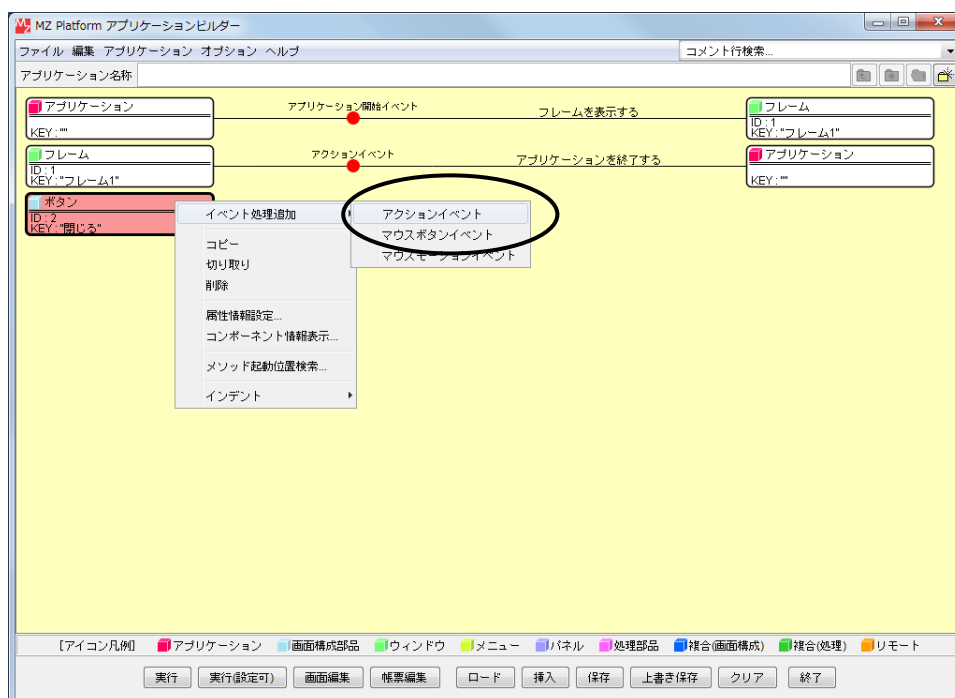 MZ Platform アプリケーションビルダー
ファイル 編集 アプリケーション オプション ヘルプ コメント行検索...
アプリケーション名称
アプリケーション アプリケーション開始イベント フレームを表示する フレーム
KEY:"" ID:1
KEY:"フレーム1"
フレーム アクションイベント アプリケーションを終了する アプリケーション
ID:1
KEY:"フレーム1" KEY:""
ボタン
ID:2
KEY:"閉じる"
イベント処理追加 アクションイベント
マウスボタンイベント
マウスモーションイベント
コピー
切り取り
削除
属性情報設定...
コンポーネント情報表示...
メソッド起動位置検索...
インデント
[アイコン凡例] アプリケーション 画面構成部品 ウィンドウ メニュー パネル 処理部品 複合(画面構成) 複合(処理) リモート
実行 実行(設定可) 画面編集 帳票編集 ロード 挿入 保存 上書き保存 クリア 終了